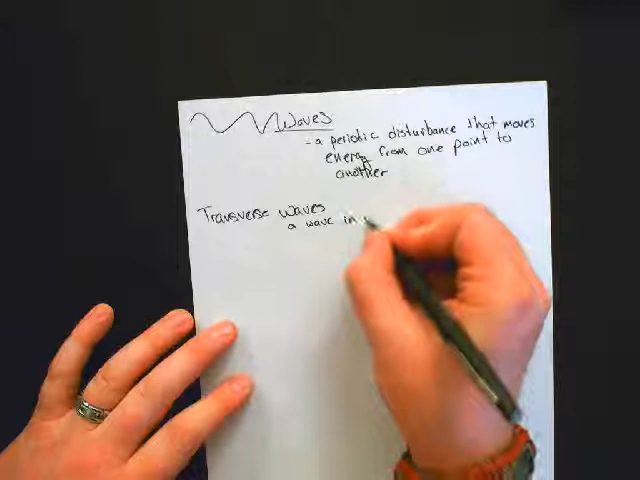 Waves
- a periodic disturbance that moves
energy from one point to
another
Transverse waves
a wave in